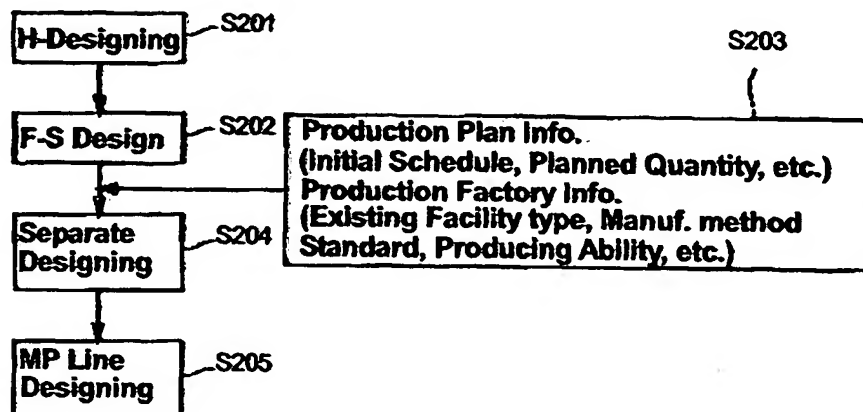 H-Designing
S201
S203
F-S Design
S202
Production Plan Info.
(Initial Schedule, Planned Quantity, etc.)
Production Factory Info.
(Existing Facility type, Manuf. method
Standard, Producing Ability, etc.)
Separate
Designing
S204
MP Line
Designing
S205